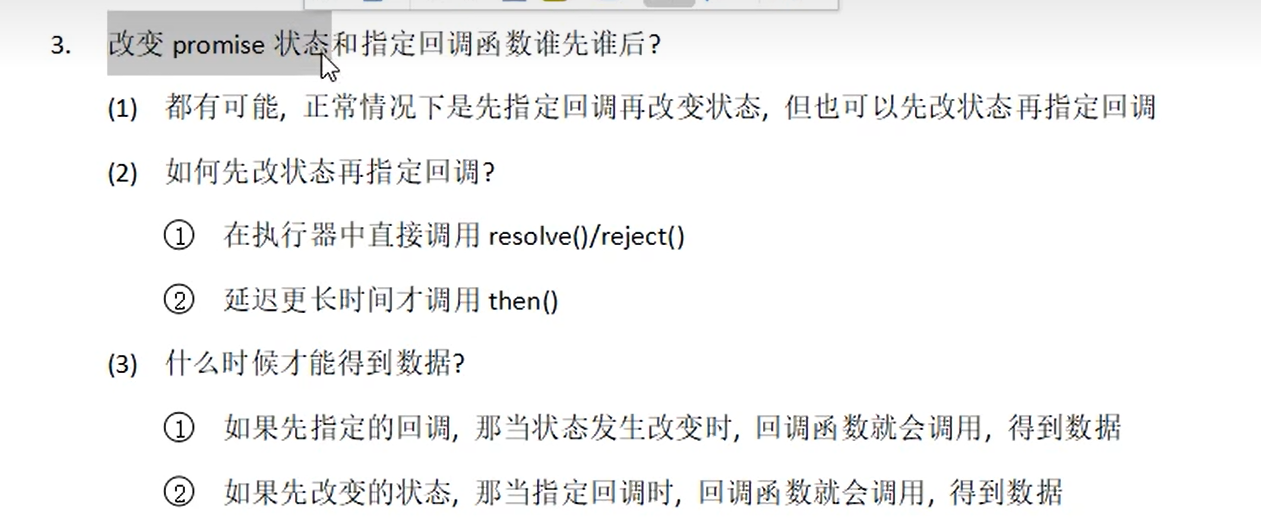 3. 改变 promise 状态和指定回调函数谁先谁后?
(1) 都有可能, 正常情况下是先指定回调再改变状态, 但也可以先改状态再指定回调
(2) 如何先改状态再指定回调?
① 在执行器中直接调用 resolve()/reject()
② 延迟更长时间才调用 then()
(3) 什么时候才能得到数据?
① 如果先指定的回调, 那当状态发生改变时, 回调函数就会调用, 得到数据
② 如果先改变的状态, 那当指定回调时, 回调函数就会调用, 得到数据